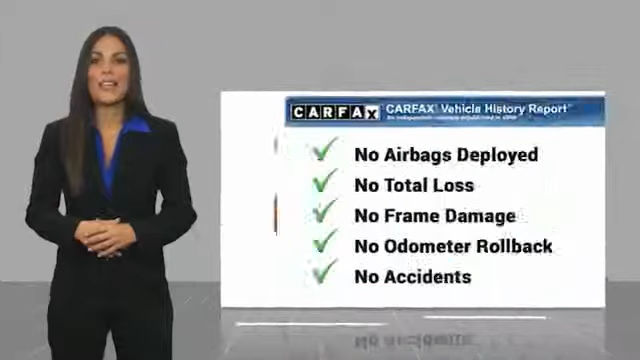 CARFAX CARFAX Vehicle History Report
No Airbags Deployed
No Total Loss
No Frame Damage
No Odometer Rollback
No Accidents